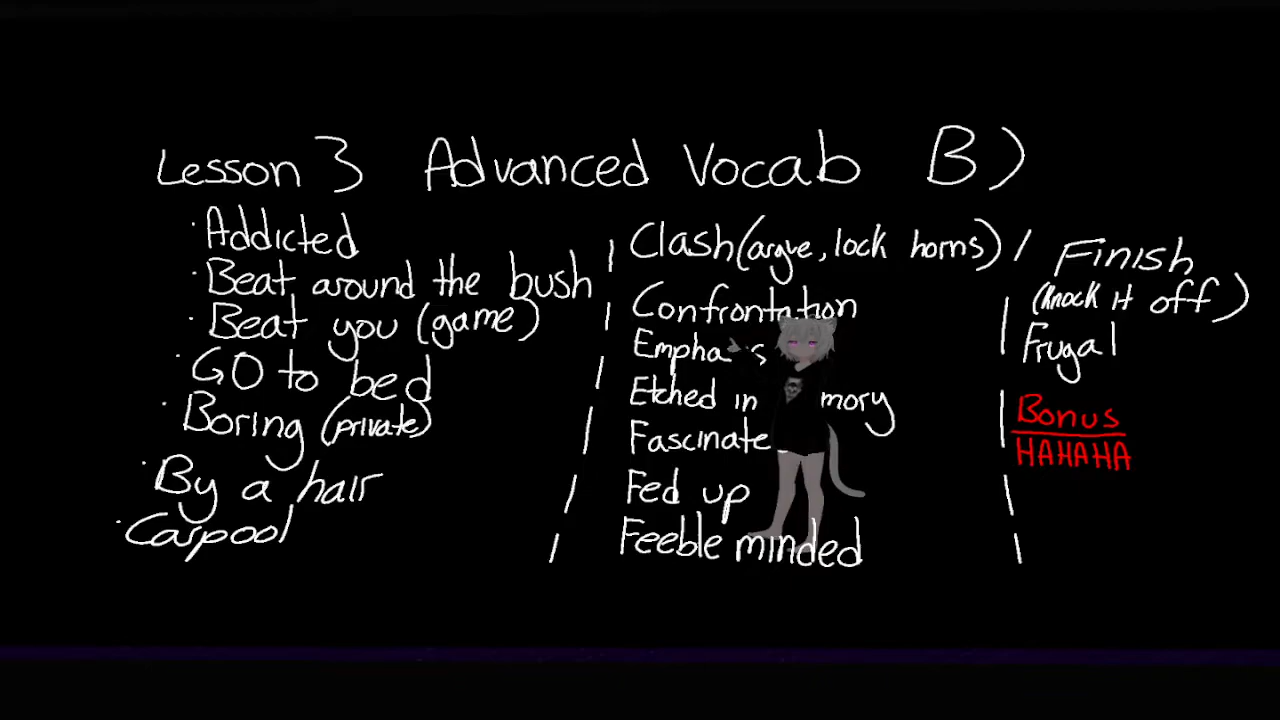 Lesson 3 Advanced Vocab B)
· Addicted
· Beat around the bush
· Beat you (game)
· GO to bed
· Boring (private)
· By a hair
· Carpool
Clash (argue, lock horns)
Confrontation
Etched in
Fascinate
Fed up
Feeble minded
Finish
(knock it off)
Frugal
Bonus
HAHAHA